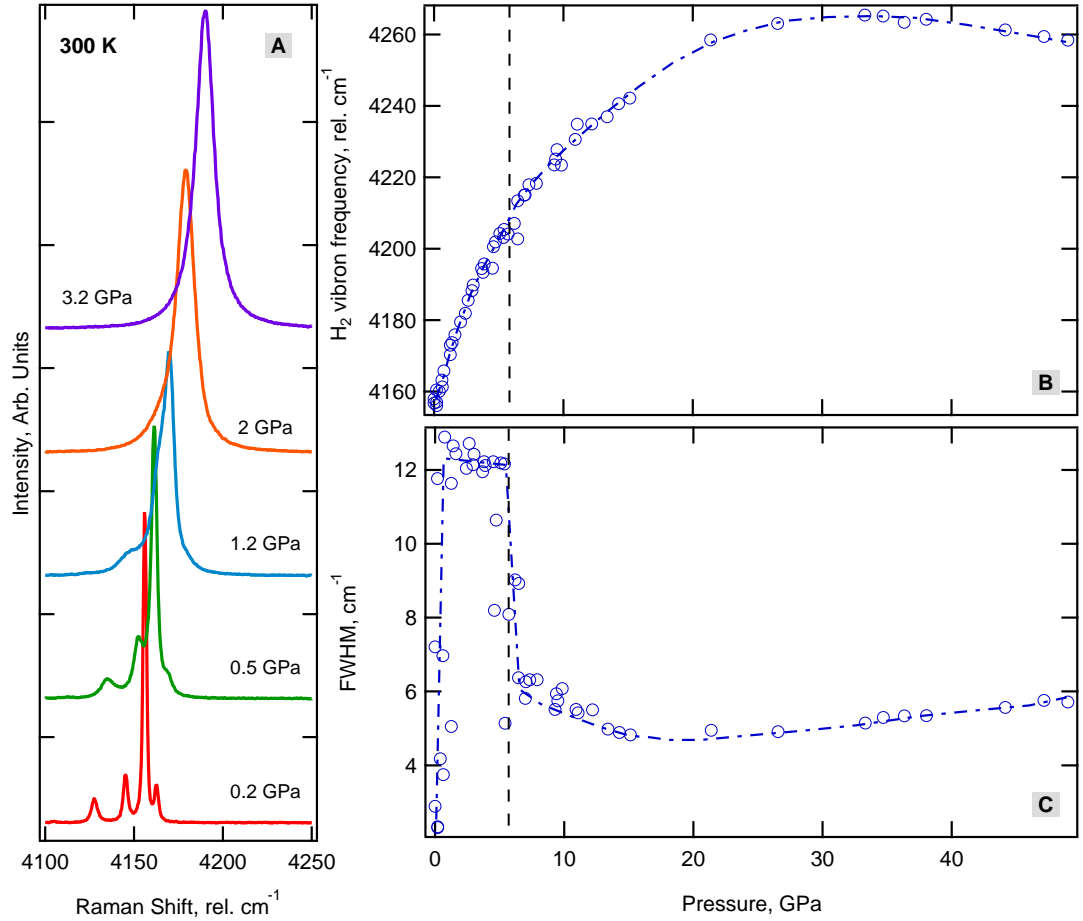 300 K
A
3.2 GPa
2 GPa
1.2 GPa
0.5 GPa
0.2 GPa
Intensity, Arb. Units
4100 4150 4200 4250
Raman Shift, rel. cm⁻¹
H₂ vibron frequency, rel. cm⁻¹
4260
4240
4220
4200
4180
4160
B
FWHM, cm⁻¹
12
10
8
6
4
C
0 10 20 30 40
Pressure, GPa